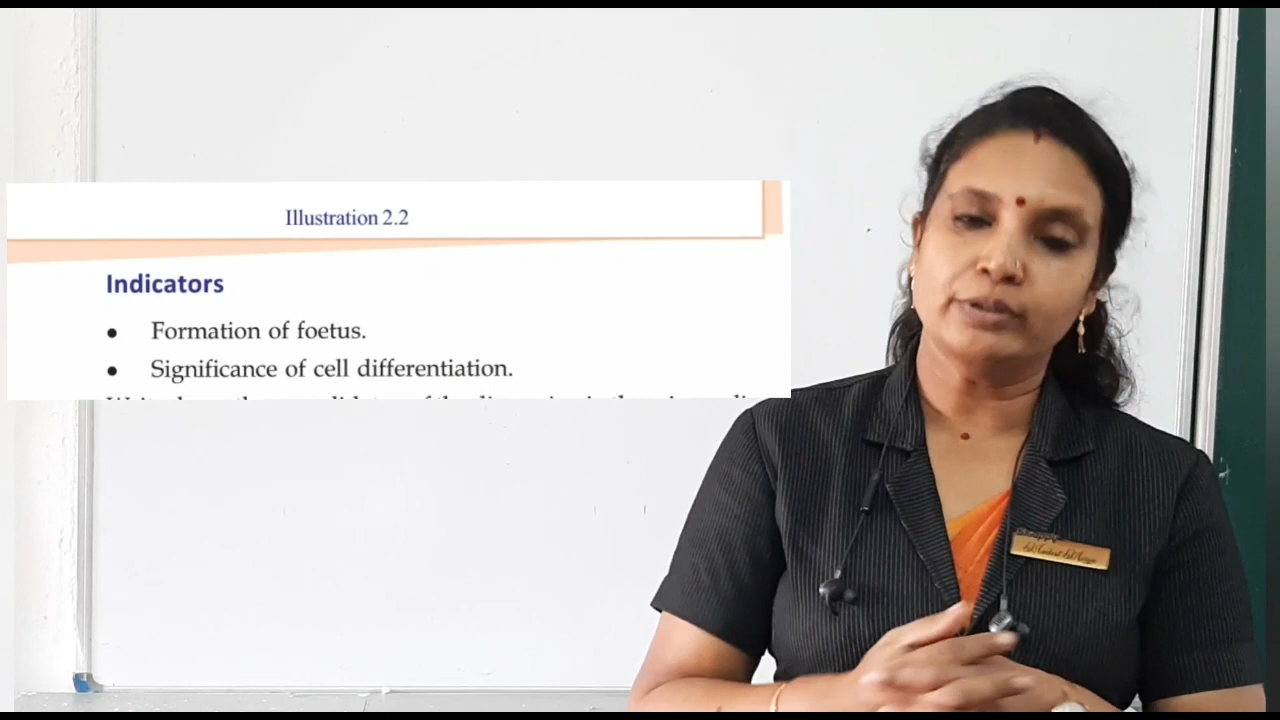 Illustration 2.2
Indicators
• Formation of foetus.
• Significance of cell differentiation.